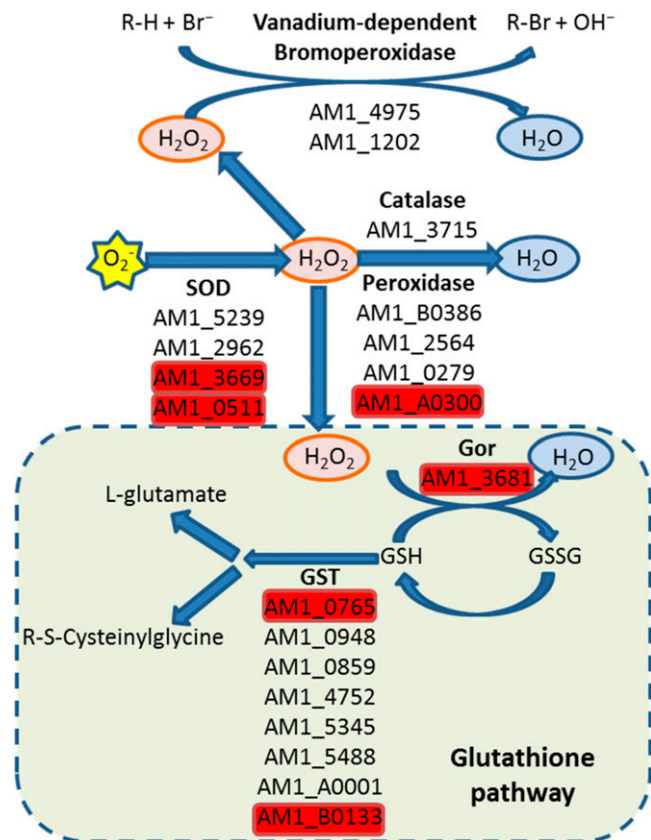 R-H + Br⁻
Vanadium-dependent
Bromoperoxidase
R-Br + OH⁻
H₂O₂
AM1_4975
AM1_1202
H₂O
Catalase
AM1_3715
O₂⁻
H₂O₂
H₂O
SOD
AM1_5239
AM1_2962
AM1_3669
AM1_0511
Peroxidase
AM1_B0386
AM1_2564
AM1_0279
AM1_A0300
H₂O₂
Gor
AM1_3681
H₂O
L-glutamate
GSH
GSSG
R-S-Cysteinylglycine
GST
AM1_0765
AM1_0948
AM1_0859
AM1_4752
AM1_5345
AM1_5488
AM1_A0001
AM1_B0133
Glutathione
pathway